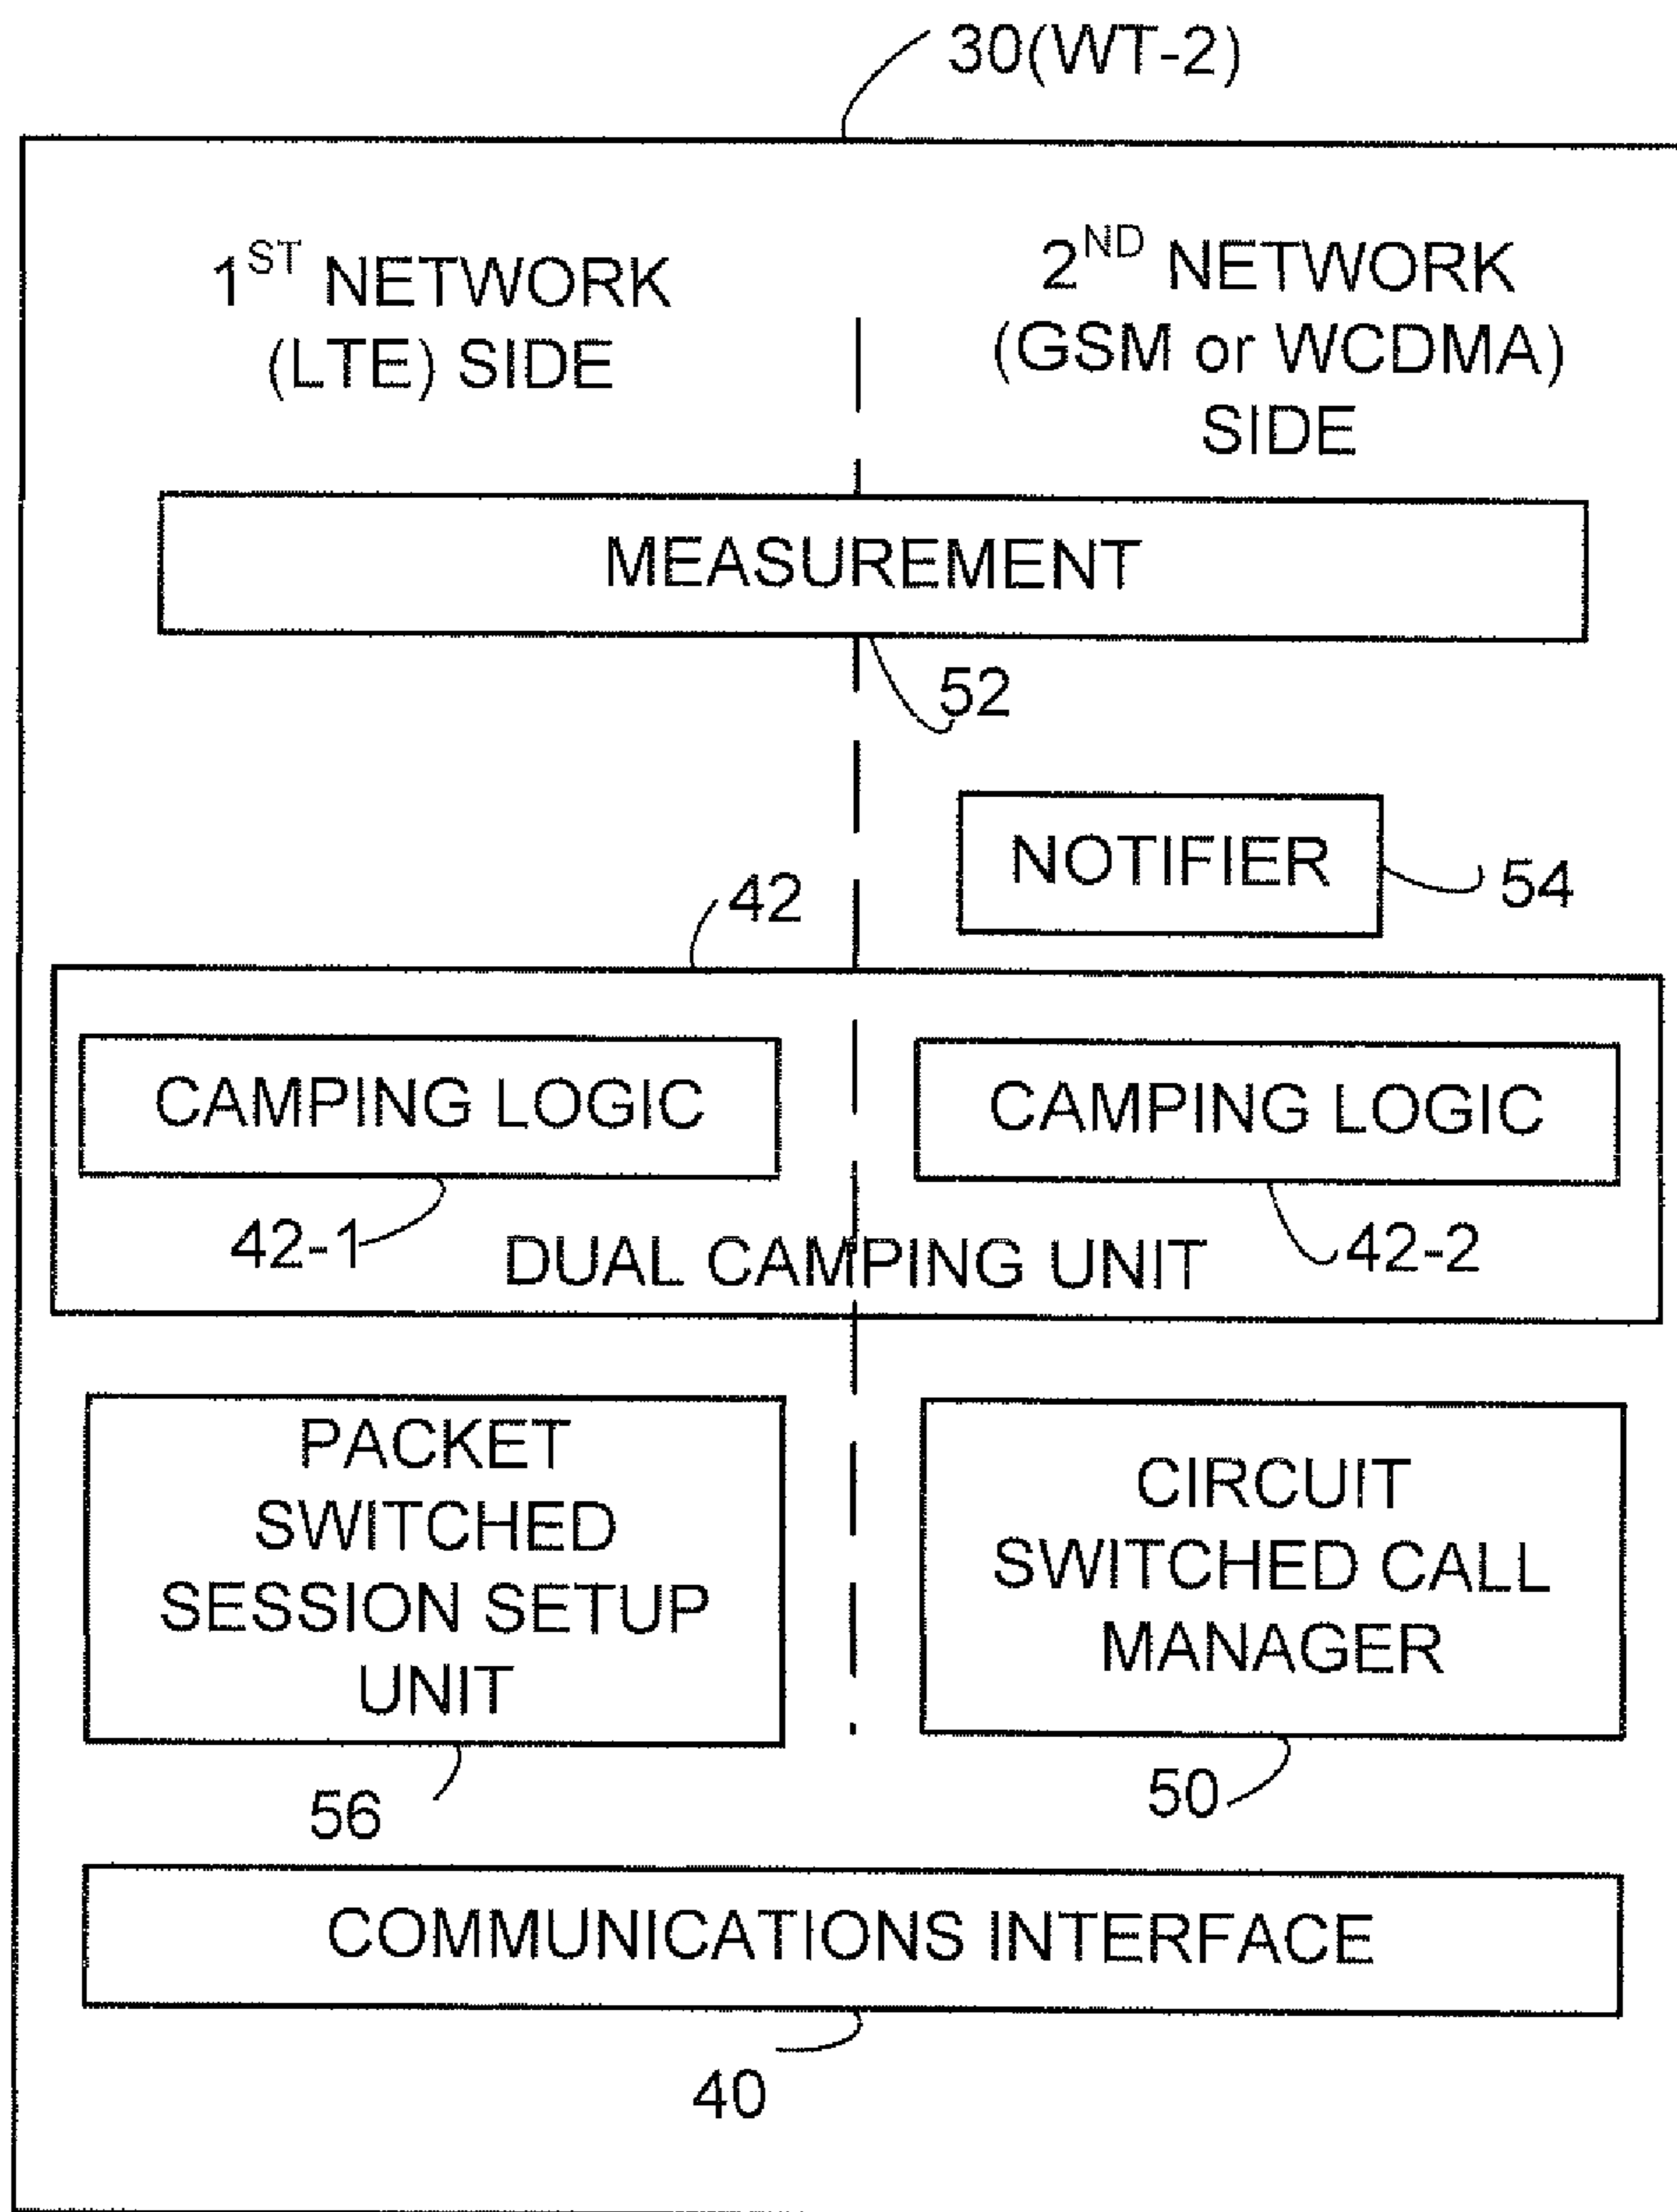 30(WT-2)
1ST NETWORK
(LTE) SIDE
2ND NETWORK
(GSM or WCDMA)
SIDE
MEASUREMENT
52
NOTIFIER
54
42
CAMPING LOGIC
CAMPING LOGIC
42-1
42-2
DUAL CAMPING UNIT
PACKET
SWITCHED
SESSION SETUP
UNIT
CIRCUIT
SWITCHED CALL
MANAGER
56
50
COMMUNICATIONS INTERFACE
40